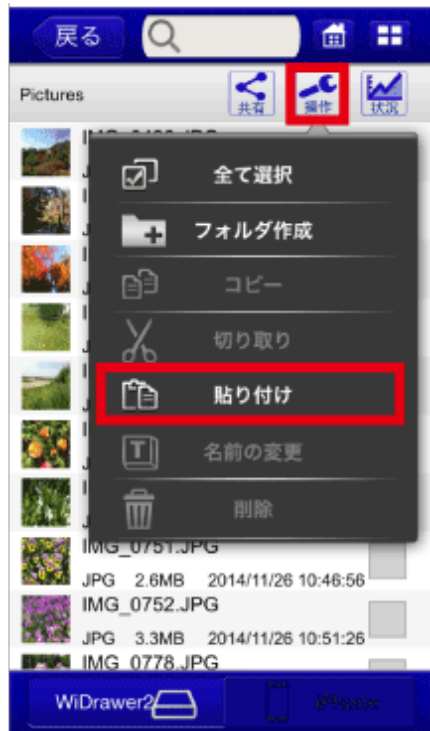 戻る
Pictures
共有
操作
状況
全て選択
フォルダ作成
コピー
切り取り
貼り付け
名前の変更
削除
IMG_0751.JPG
JPG 2.6MB 2014/11/26 10:46:56
IMG_0752.JPG
JPG 3.3MB 2014/11/26 10:51:26
IMG_0778.JPG
WiDrawer2